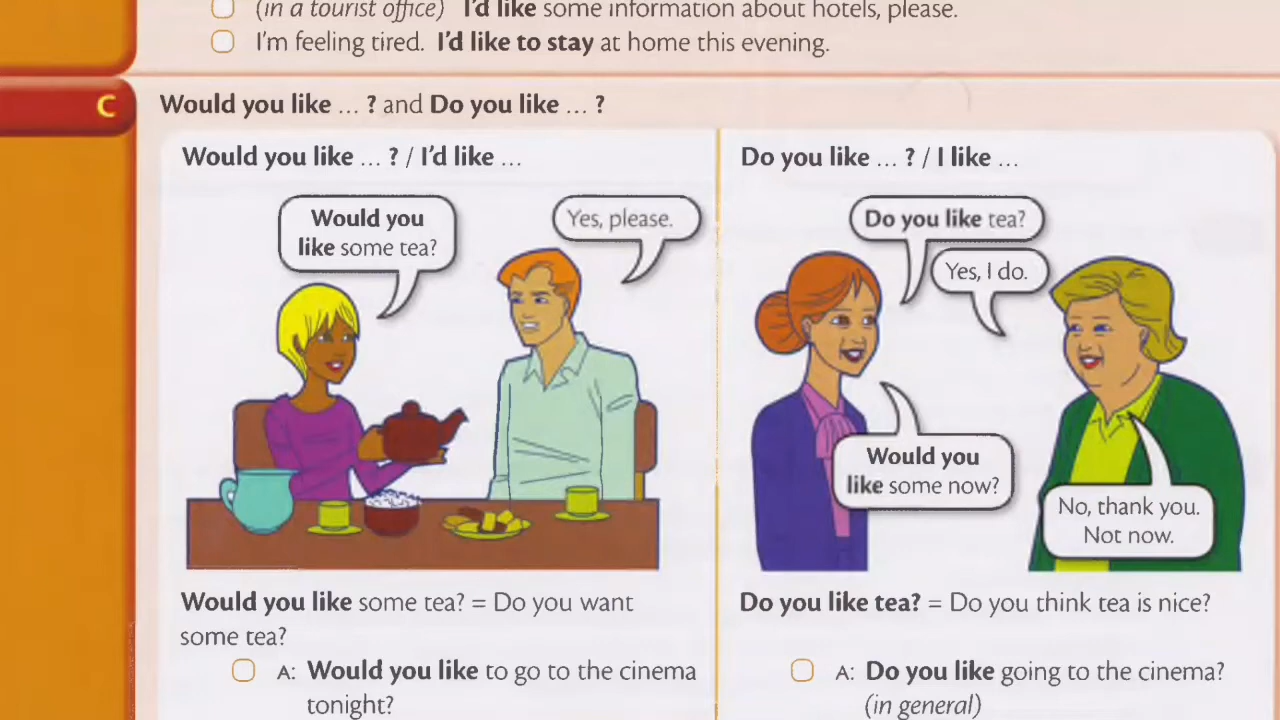 (in a tourist office) I'd like some information about hotels, please.
I'm feeling tired. I'd like to stay at home this evening.
C
Would you like ... ? and Do you like ... ?
Would you like ... ? / I'd like ...
Would you
like some tea?
Yes, please.
Would you like some tea? = Do you want
some tea?
A: Would you like to go to the cinema
tonight?
Do you like ... ? / I like ...
Do you like tea?
Yes, I do.
Would you
like some now?
No, thank you.
Not now.
Do you like tea? = Do you think tea is nice?
A: Do you like going to the cinema?
(in general)